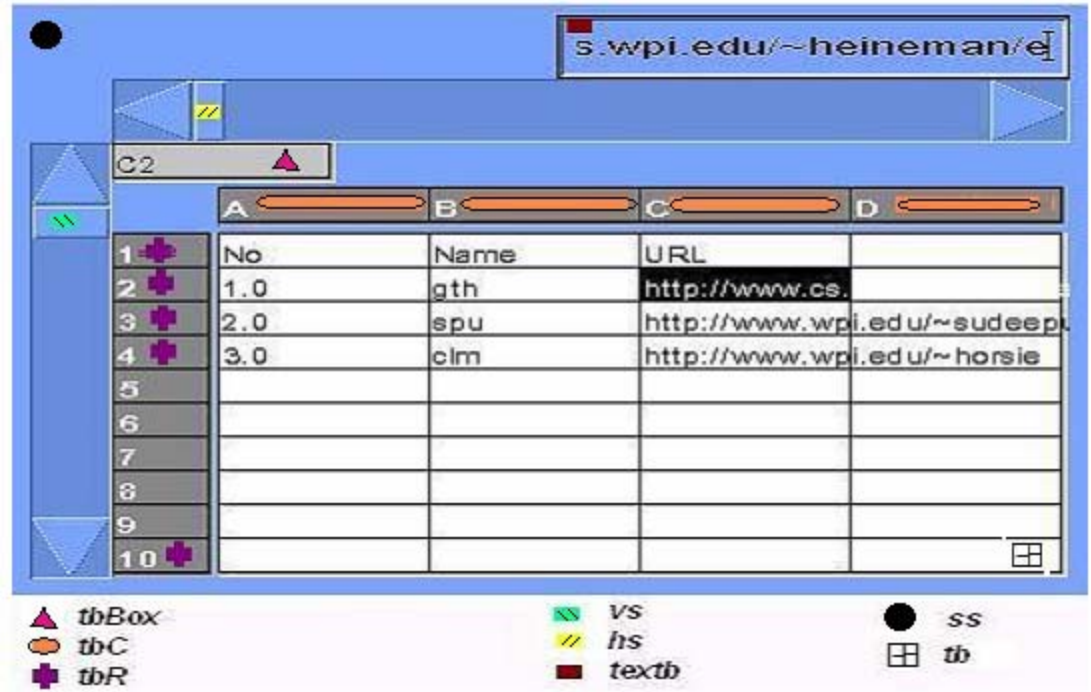 s.wpi.edu/~heineman/e
C2
A B C D
1 No Name URL
2 1.0 gth http://www.cs.
3 2.0 spu http://www.wpi.edu/~sudeepu
4 3.0 clm http://www.wpi.edu/~horsie
5
6
7
8
9
10
tbBox vs ss
tbC hs tb
tbR textb